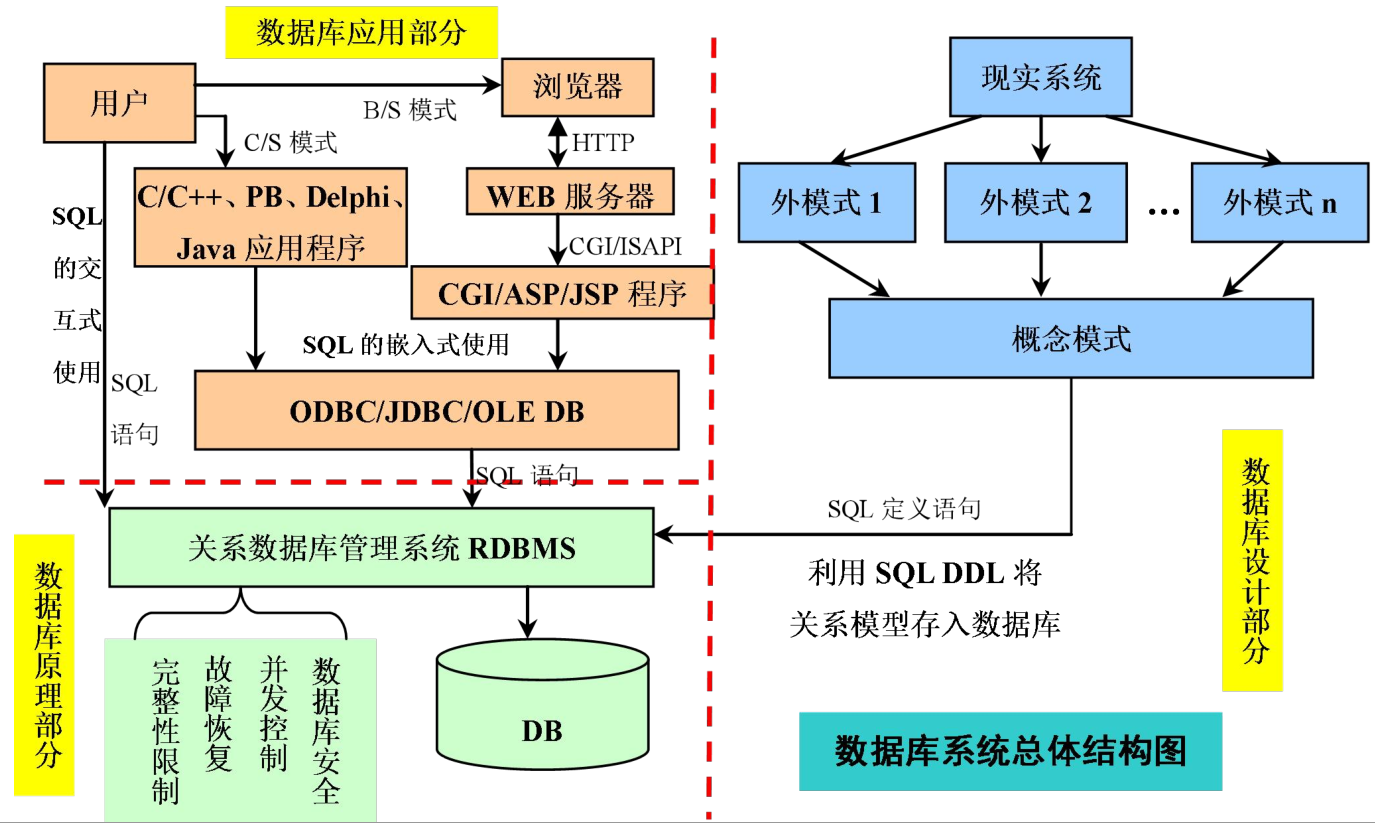 数据库应用部分
用户
B/S 模式
浏览器
C/S 模式
HTTP
C/C++、PB、Delphi、
Java 应用程序
WEB 服务器
CGI/ISAPI
CGI/ASP/JSP 程序
SQL
的交
互式
使用
SQL
语句
SQL 的嵌入式使用
ODBC/JDBC/OLE DB
SQL 语句
现实系统
外模式 1
外模式 2
…
外模式 n
概念模式
SQL 定义语句
利用 SQL DDL 将
关系模型存入数据库
数据库设计部分
数据库原理部分
关系数据库管理系统 RDBMS
完整性限制
故障恢复
并发控制
数据库安全
DB
数据库系统总体结构图